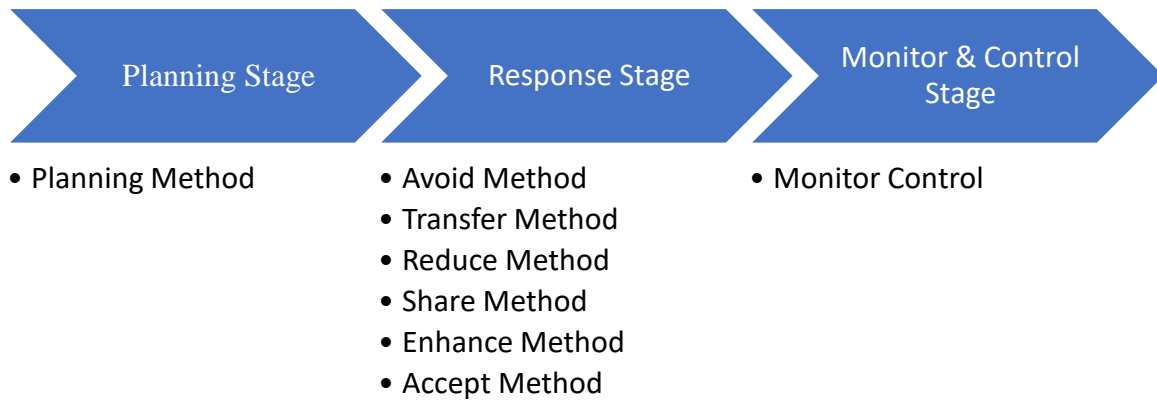 Planning Stage
Response Stage
Monitor & Control
Stage
• Planning Method
• Avoid Method
• Transfer Method
• Reduce Method
• Share Method
• Enhance Method
• Accept Method
• Monitor Control